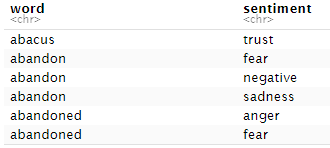 word sentiment
<chr> <chr>
abacus trust
abandon fear
abandon negative
abandon sadness
abandoned anger
abandoned fear